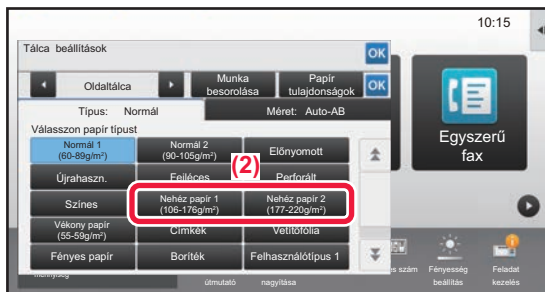 10:15
Tálca beállítások
OK
Oldaltálca
Munka
besorolása
Papír
tulajdonságok
OK
Típus: Normál
Méret: Auto-AB
Válasszon papír típust
Normál 1
(60-89g/m²)
Normál 2
(90-105g/m²)
Előnyomott
Újrahaszn.
Fejléces
(2)
Perforált
Színes
Nehéz papír 1
(106-176g/m²)
Nehéz papír 2
(177-220g/m²)
Vékony papír
(55-59g/m²)
Címkék
Vetítőfólia
Fényes papír
Boríték
Felhasználótípus 1
Egyszerű
fax
mennyiség
útmutató
nagyítása
es szám
Fényesség
beállítás
Feladat
kezelés